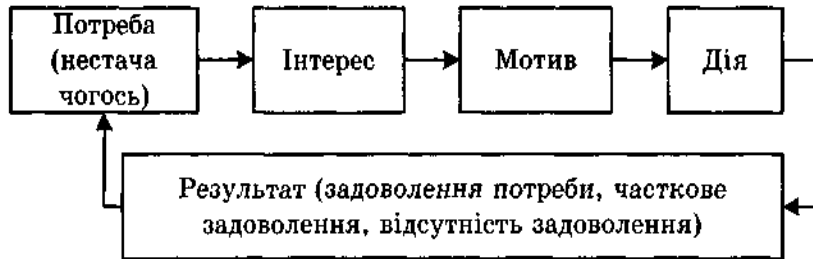 Потреба
(нестача
чогось)
Інтерес
Мотив
Дія
Результат (задоволення потреби, часткове
задоволення, відсутність задоволення)